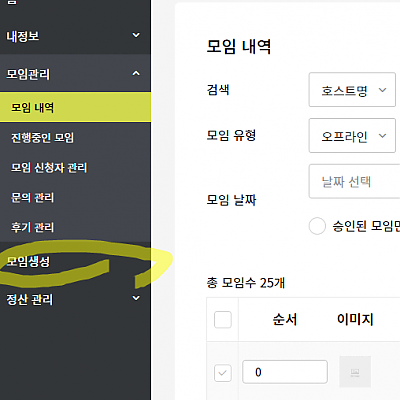 내정보
모임관리
모임 내역
진행중인 모임
모임 신청자 관리
문의 관리
후기 관리
모임생성
정산 관리
모임 내역
검색
호스트명
모임 유형
오프라인
모임 날짜
날짜 선택
승인된 모임만
총 모임수 25개
순서
이미지
0